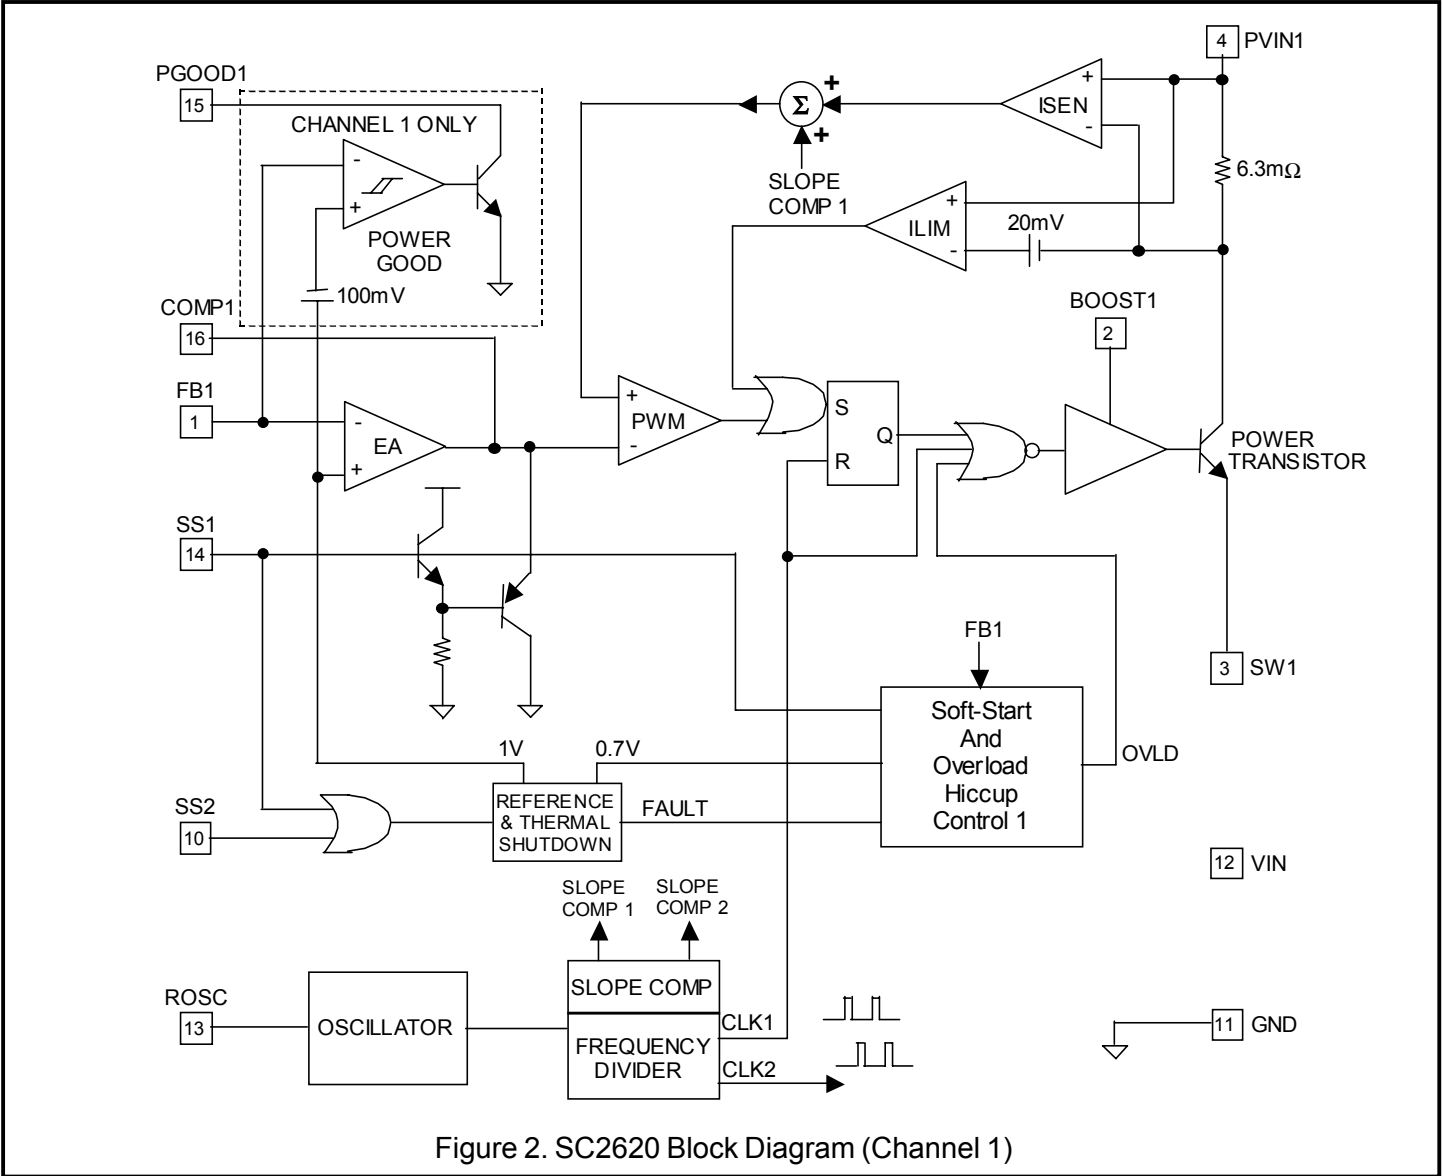 4 PVIN1
PGOOD1
15
CHANNEL 1 ONLY
-
+
POWER
GOOD
100mV
Σ
+
+
SLOPE
COMP 1
+
ISEN
-
6.3mΩ
+
ILIM
-
20mV
COMP1
16
FB1
1
-
EA
+
BOOST1
2
+
PWM
-
S
Q
R
POWER
TRANSISTOR
SS1
14
FB1
3 SW1
Soft-Start
And
Overload
Hiccup
Control 1
OVLD
1V
0.7V
SS2
10
REFERENCE
& THERMAL
SHUTDOWN
FAULT
12 VIN
SLOPE
COMP 1
SLOPE
COMP 2
ROSC
13
OSCILLATOR
SLOPE COMP
FREQUENCY
DIVIDER
CLK1
CLK2
11 GND
Figure 2. SC2620 Block Diagram (Channel 1)